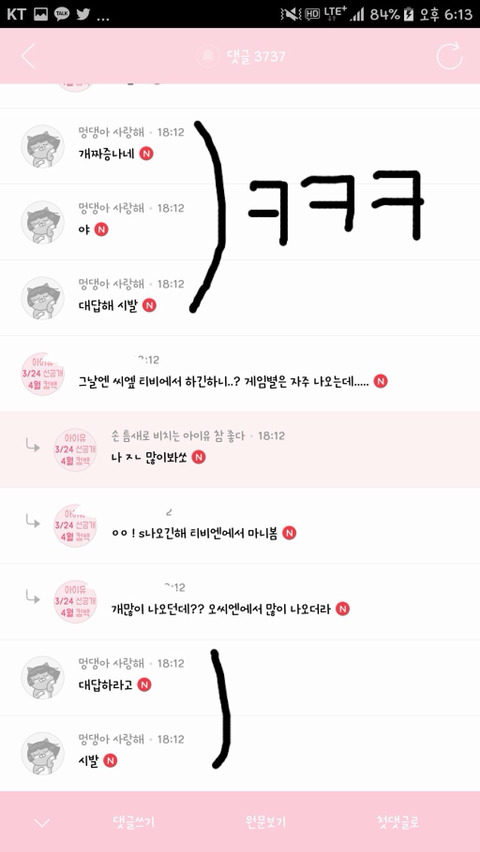 KT TALK ... HD LTE+ 84% 오후 6:13
댓글 3737
멍댕아 사랑해 · 18:12
개짜증나네 N
멍댕아 사랑해 · 18:12
야 N
멍댕아 사랑해 · 18:12
대답해 시발 N
ㅋㅋㅋ
:12
아이유
3/24 선공개
4월 컴백
그날엔 씨엪 티비에서 하긴하니..? 게임별은 자주 나오는데..... N
손 틈새로 비치는 아이유 참 좋다 · 18:12
아이유
3/24 선공개
4월 컴백
나 ㅈㄴ 많이봐쏘 N
2
3/24 선공개
4월 컴백
ㅇㅇ ! s나오긴해 티비엔에서 마니봄 N
:12
아이유
3/24 선공개
4월 컴백
개많이 나오던데?? 오씨엔에서 많이 나오더라 N
멍댕아 사랑해 · 18:12
대답하라고 N
멍댕아 사랑해 · 18:12
시발 N
댓글쓰기 원문보기 첫댓글로